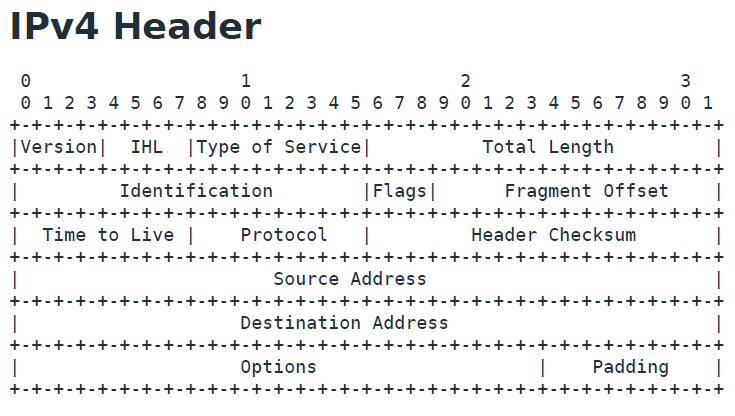 IPv4 Header
 0                   1                   2                   3
 0 1 2 3 4 5 6 7 8 9 0 1 2 3 4 5 6 7 8 9 0 1 2 3 4 5 6 7 8 9 0 1
+-+-+-+-+-+-+-+-+-+-+-+-+-+-+-+-+-+-+-+-+-+-+-+-+-+-+-+-+-+-+-+-+
|Version|  IHL  |Type of Service|          Total Length         |
+-+-+-+-+-+-+-+-+-+-+-+-+-+-+-+-+-+-+-+-+-+-+-+-+-+-+-+-+-+-+-+-+
|         Identification        |Flags|      Fragment Offset    |
+-+-+-+-+-+-+-+-+-+-+-+-+-+-+-+-+-+-+-+-+-+-+-+-+-+-+-+-+-+-+-+-+
|  Time to Live |    Protocol   |         Header Checksum       |
+-+-+-+-+-+-+-+-+-+-+-+-+-+-+-+-+-+-+-+-+-+-+-+-+-+-+-+-+-+-+-+-+
|                       Source Address                          |
+-+-+-+-+-+-+-+-+-+-+-+-+-+-+-+-+-+-+-+-+-+-+-+-+-+-+-+-+-+-+-+-+
|                    Destination Address                        |
+-+-+-+-+-+-+-+-+-+-+-+-+-+-+-+-+-+-+-+-+-+-+-+-+-+-+-+-+-+-+-+-+
|                    Options                    |    Padding    |
+-+-+-+-+-+-+-+-+-+-+-+-+-+-+-+-+-+-+-+-+-+-+-+-+-+-+-+-+-+-+-+-+